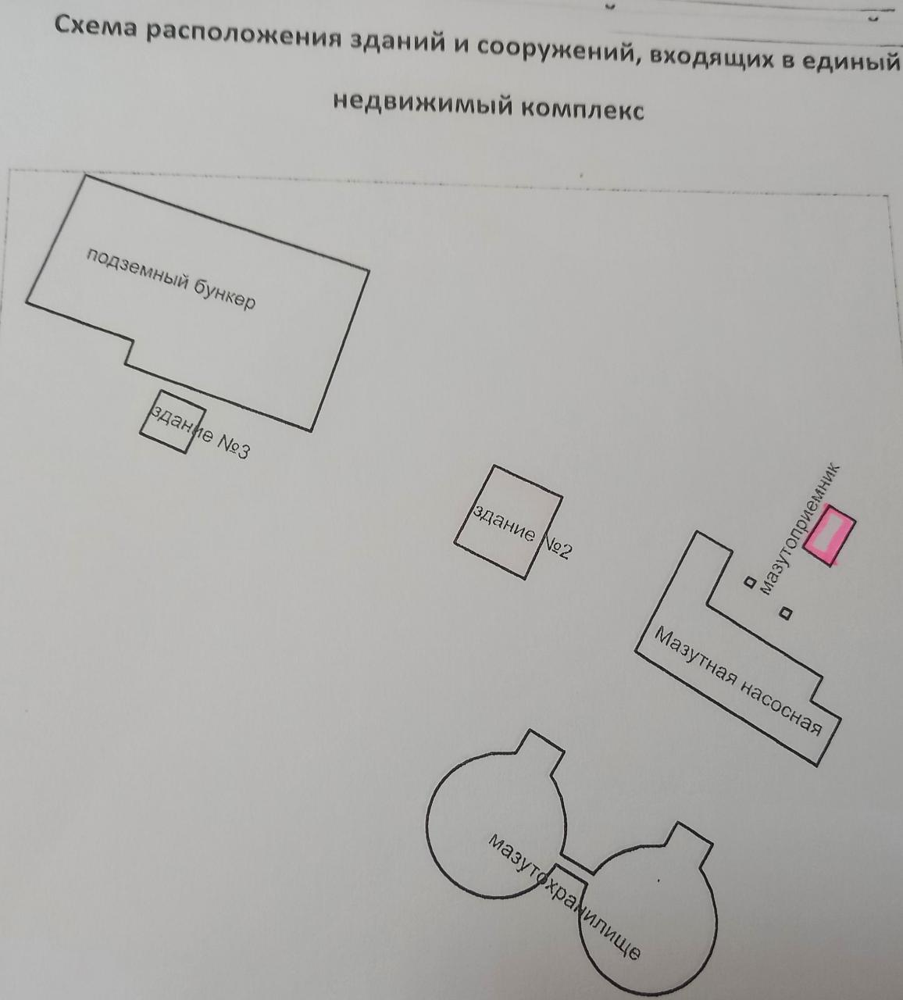 Схема расположения зданий и сооружений, входящих в единый
недвижимый комплекс
подземный бункер
здание №3
здание №2
мазутоприемник
Мазутная насосная
мазутохранилище